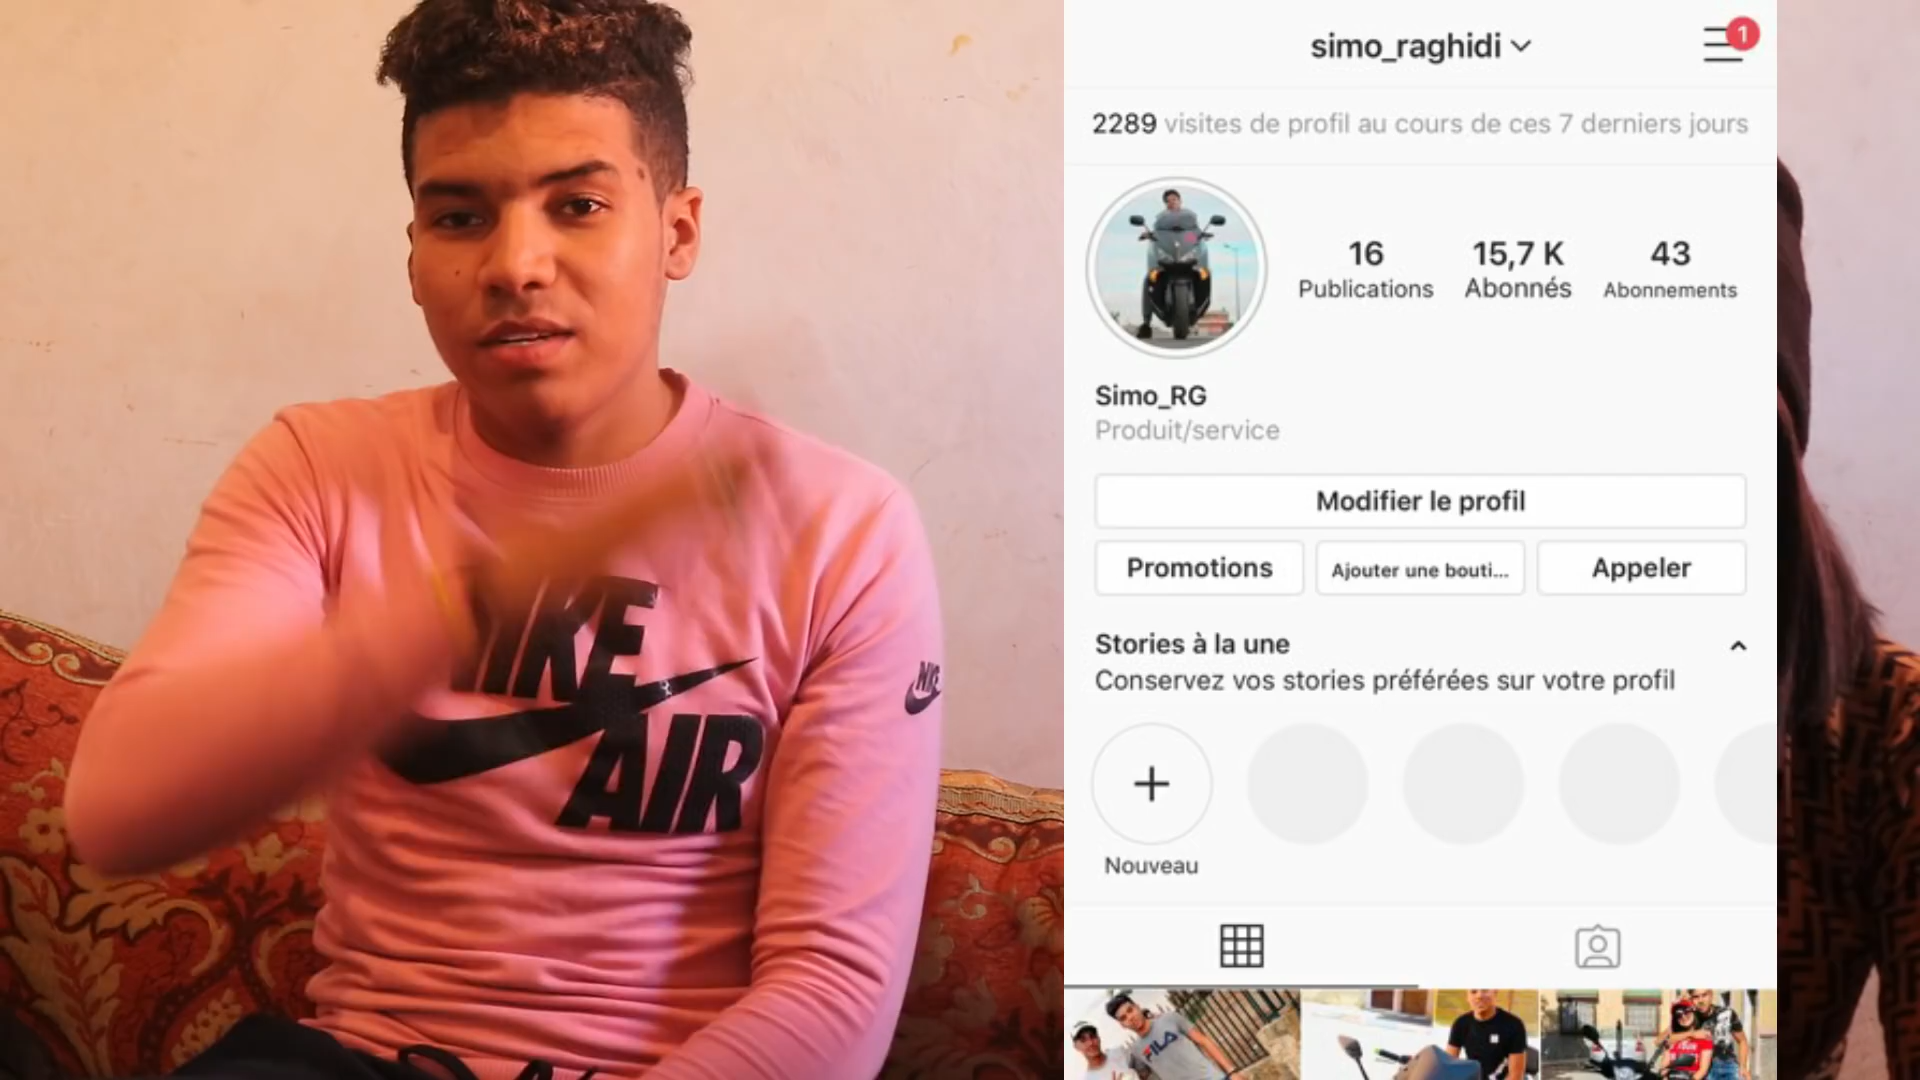 simo_raghidi
1
2289 visites de profil au cours de ces 7 derniers jours
16
Publications
15,7 K
Abonnés
43
Abonnements
Simo_RG
Produit/service
Modifier le profil
Promotions
Ajouter une bouti...
Appeler
Stories à la une
Conservez vos stories préférées sur votre profil
Nouveau
NIKE
AIR
FILA